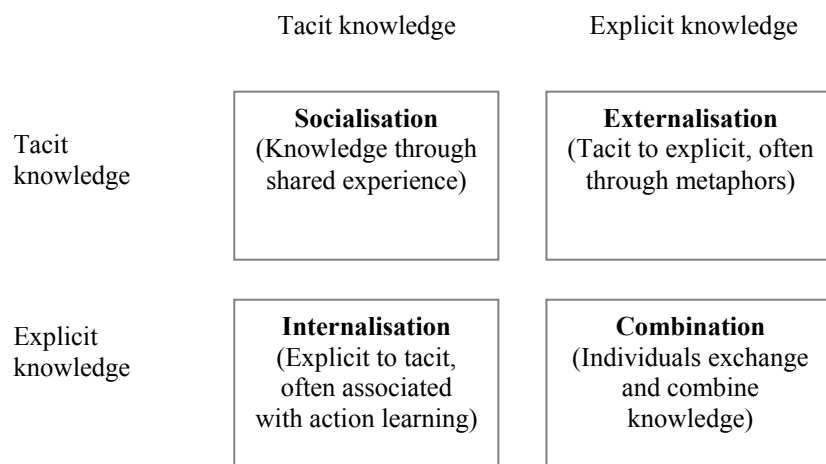 Tacit knowledge Explicit knowledge
Tacit
knowledge
Socialisation
(Knowledge through
shared experience)
Externalisation
(Tacit to explicit, often
through metaphors)
Explicit
knowledge
Internalisation
(Explicit to tacit,
often associated
with action learning)
Combination
(Individuals exchange
and combine
knowledge)